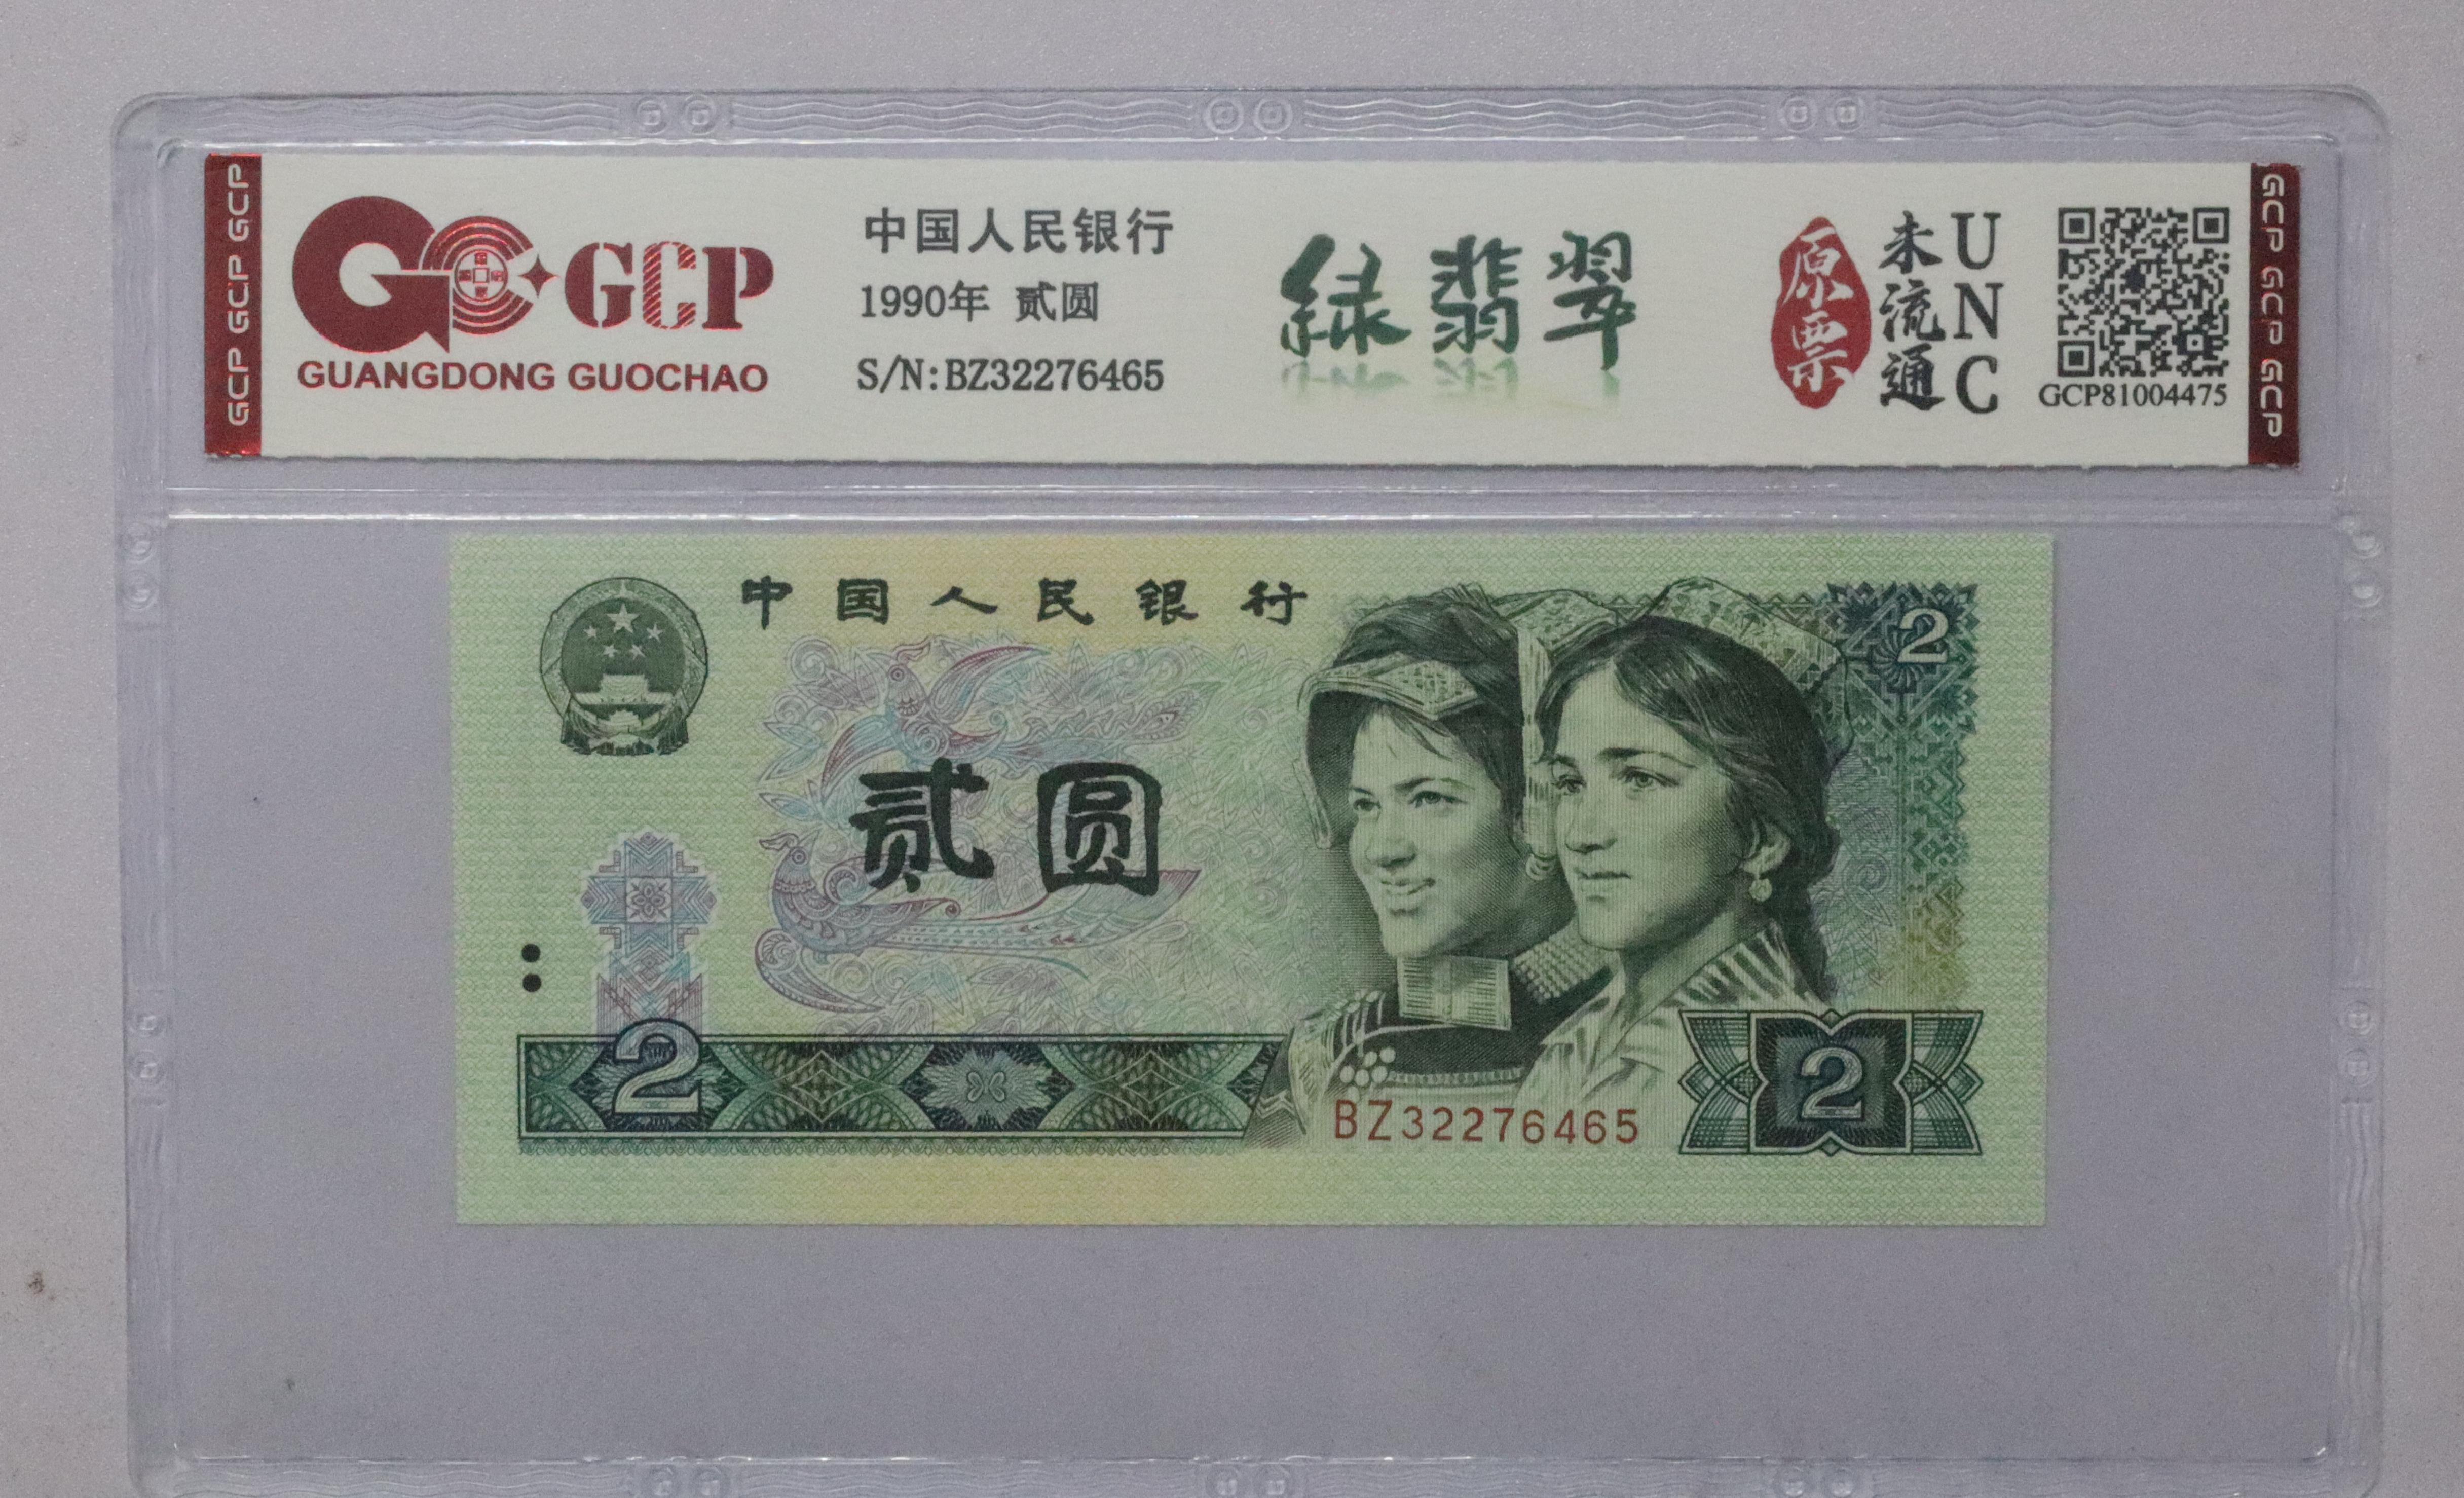 GCP GCP GCP
GCP
GUANGDONG GUOCHAO
中国人民银行
1990年 贰圆
S/N:BZ32276465
绿翡翠
原票
未流通
UNC
GCP81004475
GCP GCP GCP
中国人民银行
2
贰圆
2
BZ32276465
2